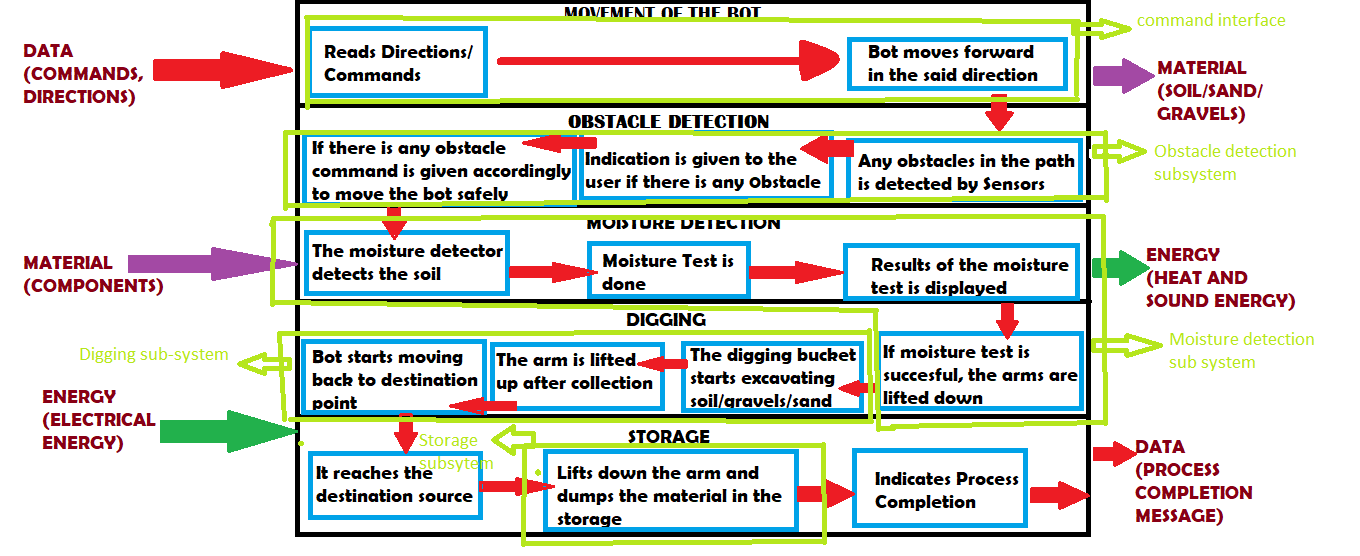 MOVEMENT OF THE BOT
command interface
DATA
(COMMANDS,
DIRECTIONS)
Reads Directions/
Commands
Bot moves forward
in the said direction
MATERIAL
(SOIL/SAND/
GRAVELS)
OBSTACLE DETECTION
If there is any obstacle
command is given accordingly
to move the bot safely
Indication is given to the
user if there is any Obstacle
Any obstacles in the path
is detected by Sensors
Obstacle detection
subsystem
MOISTURE DETECTION
MATERIAL
(COMPONENTS)
The moisture detector
detects the soil
Moisture Test is
done
Results of the moisture
test is displayed
ENERGY
(HEAT AND
SOUND ENERGY)
DIGGING
Digging sub-system
Bot starts moving
back to destination
point
The arm is lifted
up after collection
The digging bucket
starts excavating
soil/gravels/sand
If moisture test is
succesful, the arms are
lifted down
Moisture detection
sub system
ENERGY
(ELECTRICAL
ENERGY)
STORAGE
Storage
subsytem
It reaches the
destination source
Lifts down the arm and
dumps the material in the
storage
Indicates Process
Completion
DATA
(PROCESS
COMPLETION
MESSAGE)